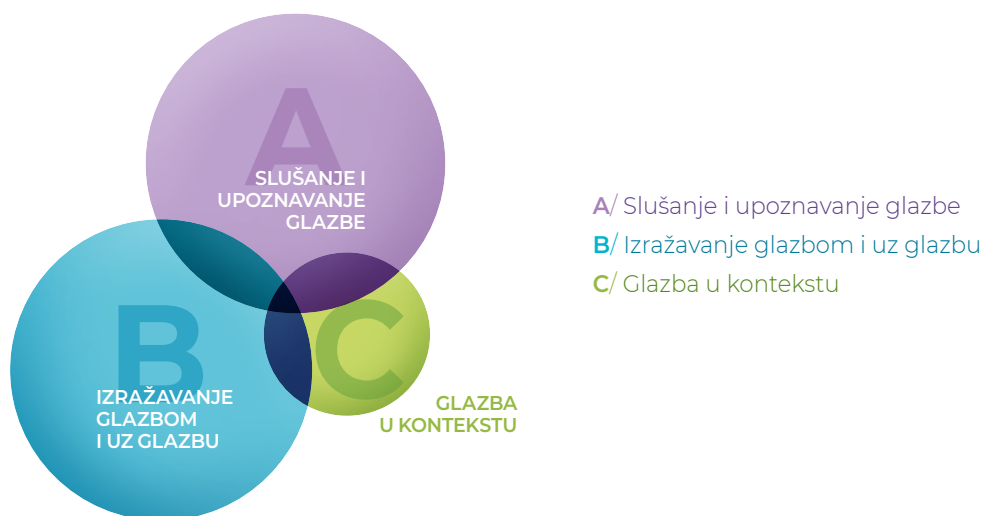 A
SLUŠANJE I
UPOZNAVANJE
GLAZBE
B
IZRAŽAVANJE
GLAZBOM
I UZ GLAZBU
C
GLAZBA
U KONTEKSTU
A/ Slušanje i upoznavanje glazbe
B/ Izražavanje glazbom i uz glazbu
C/ Glazba u kontekstu